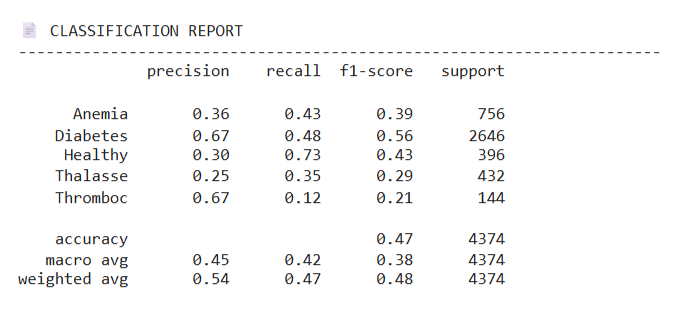 📄 CLASSIFICATION REPORT
----------------------------------------------------------------------
precision recall f1-score support
Anemia 0.36 0.43 0.39 756
Diabetes 0.67 0.48 0.56 2646
Healthy 0.30 0.73 0.43 396
Thalasse 0.25 0.35 0.29 432
Thromboc 0.67 0.12 0.21 144
accuracy 0.47 4374
macro avg 0.45 0.42 0.38 4374
weighted avg 0.54 0.47 0.48 4374